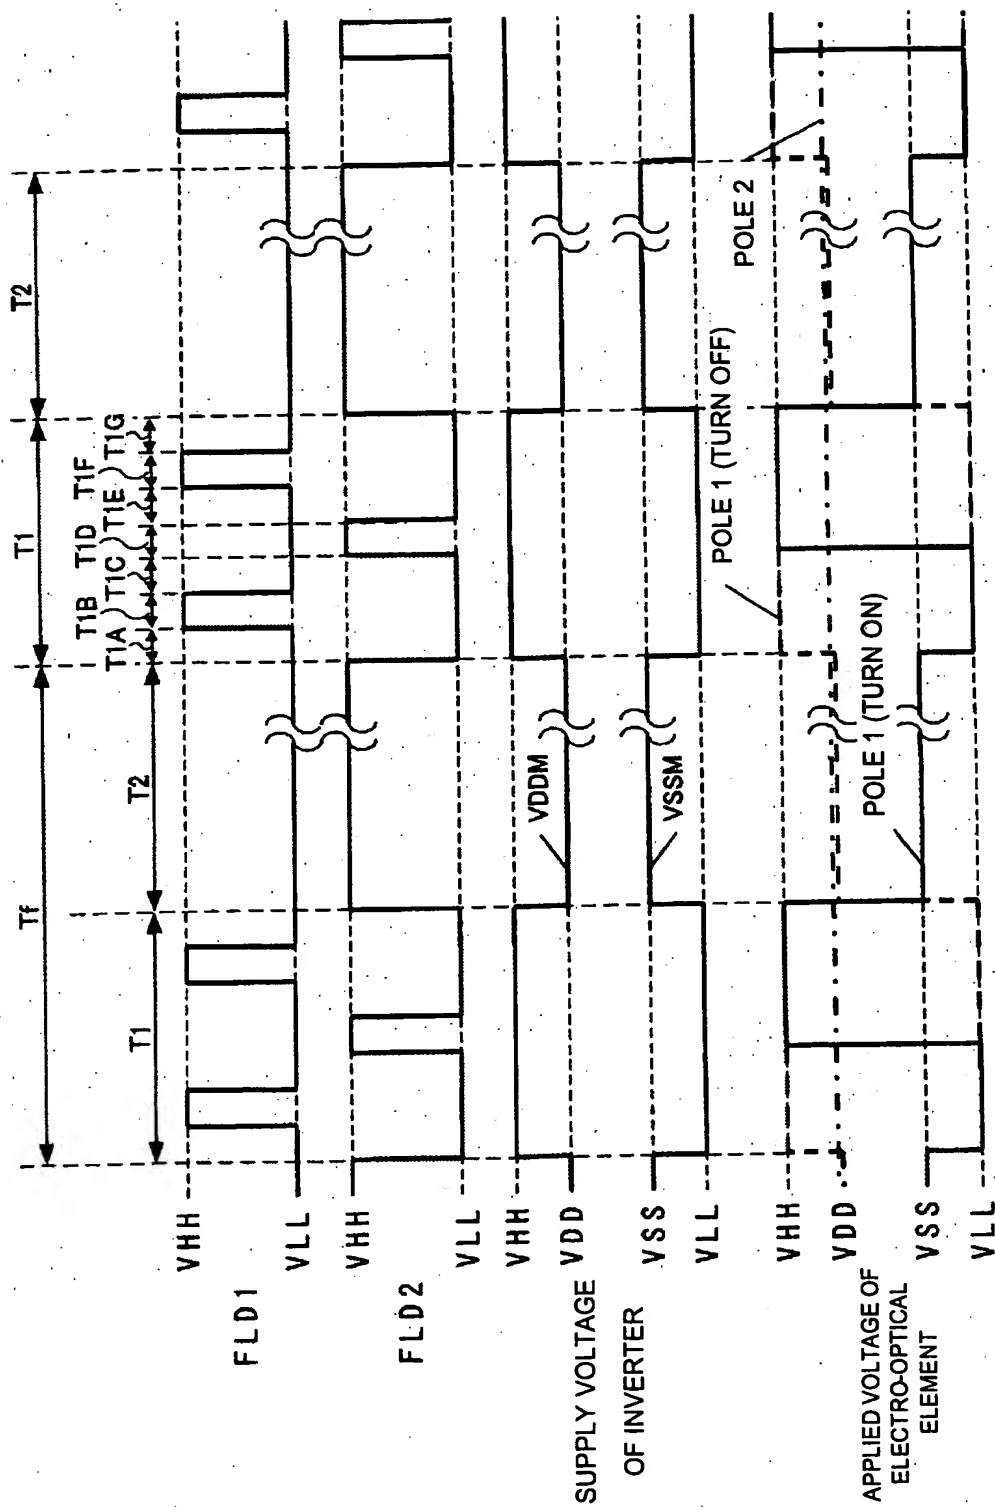 Tf
T1
T2
T1
T2
T1A
T1B
T1C
T1D
T1E
T1F
T1G
FLD1
VHH
VLL
FLD2
VHH
VLL
SUPPLY VOLTAGE
OF INVERTER
VHH
VDD
VSS
VLL
VDDM
VSSM
APPLIED VOLTAGE OF
ELECTRO-OPTICAL
ELEMENT
VHH
VDD
VSS
VLL
POLE 1 (TURN ON)
POLE 1 (TURN OFF)
POLE 2